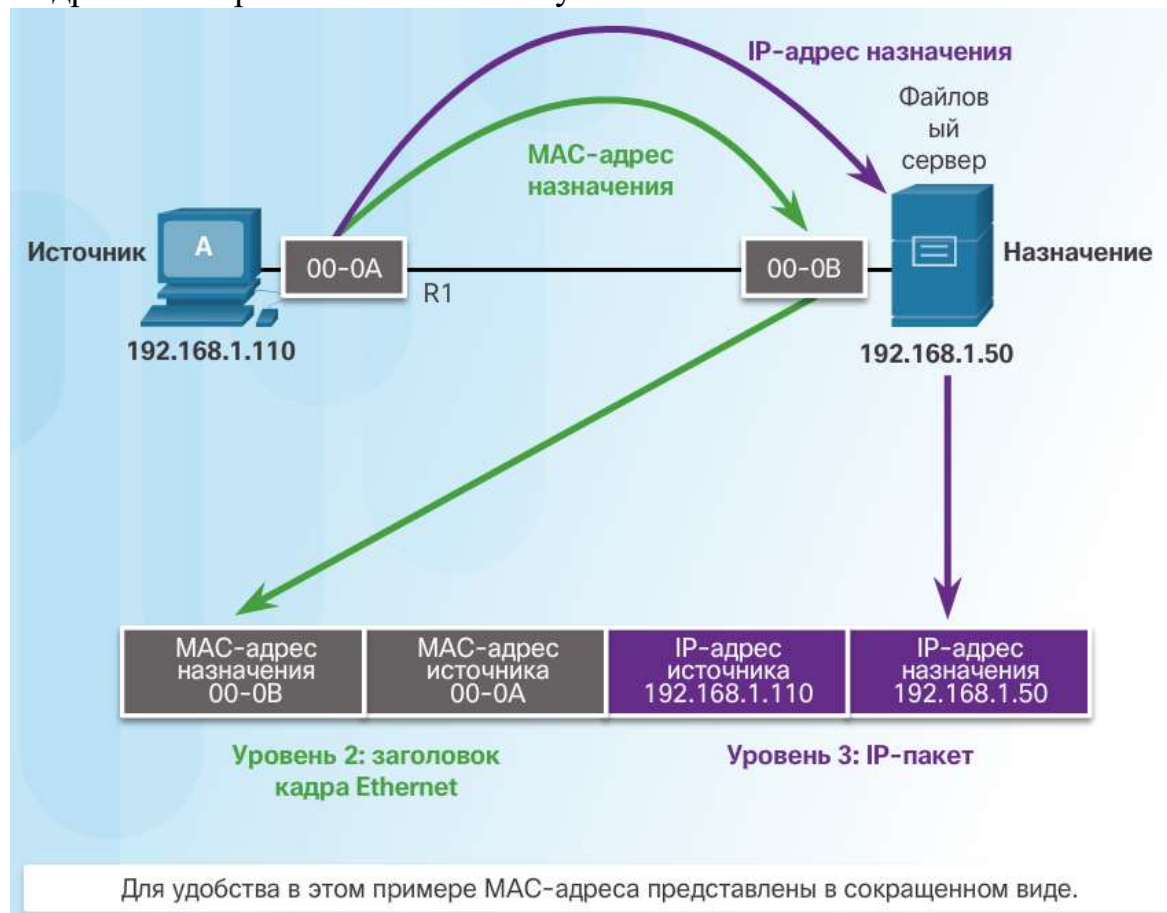 IP-адрес назначения
Файлов
ый
сервер
MAC-адрес
назначения
Источник
A
00-0A
R1
00-0B
Назначение
192.168.1.110
192.168.1.50
MAC-адрес
назначения
00-0B
MAC-адрес
источника
00-0A
IP-адрес
источника
192.168.1.110
IP-адрес
назначения
192.168.1.50
Уровень 2: заголовок
кадра Ethernet
Уровень 3: IP-пакет
Для удобства в этом примере MAC-адреса представлены в сокращенном виде.